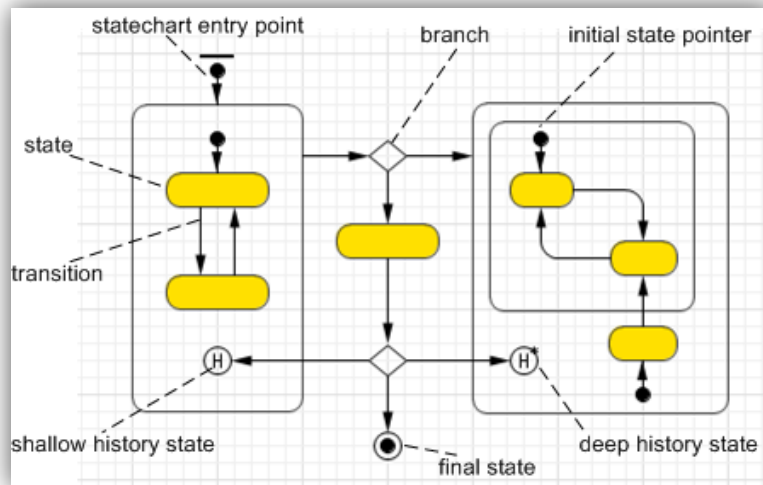 statechart entry point
branch
initial state pointer
state
transition
H
H*
shallow history state
deep history state
final state